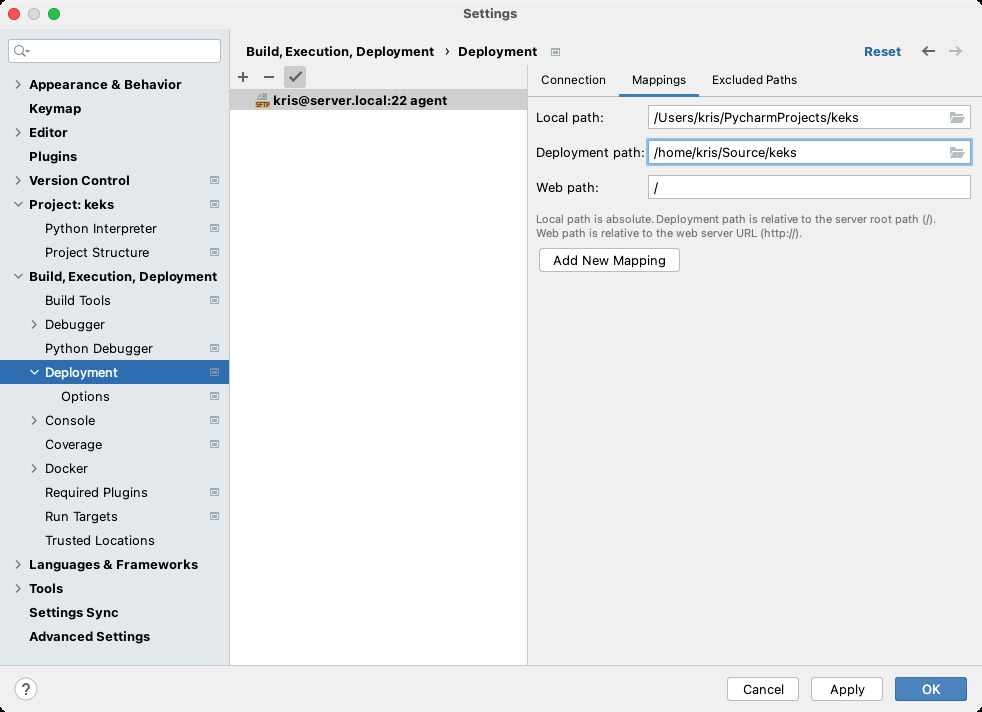 Settings
Build, Execution, Deployment › Deployment
Reset
Appearance & Behavior
Keymap
Editor
Plugins
Version Control
Project: keks
Python Interpreter
Project Structure
Build, Execution, Deployment
Build Tools
Debugger
Python Debugger
Deployment
Options
Console
Coverage
Docker
Required Plugins
Run Targets
Trusted Locations
Languages & Frameworks
Tools
Settings Sync
Advanced Settings
SFTP kris@server.local:22 agent
Connection Mappings Excluded Paths
Local path: /Users/kris/PycharmProjects/keks
Deployment path: /home/kris/Source/keks
Web path: /
Local path is absolute. Deployment path is relative to the server root path (/).
Web path is relative to the web server URL (http://).
Add New Mapping
? Cancel Apply OK